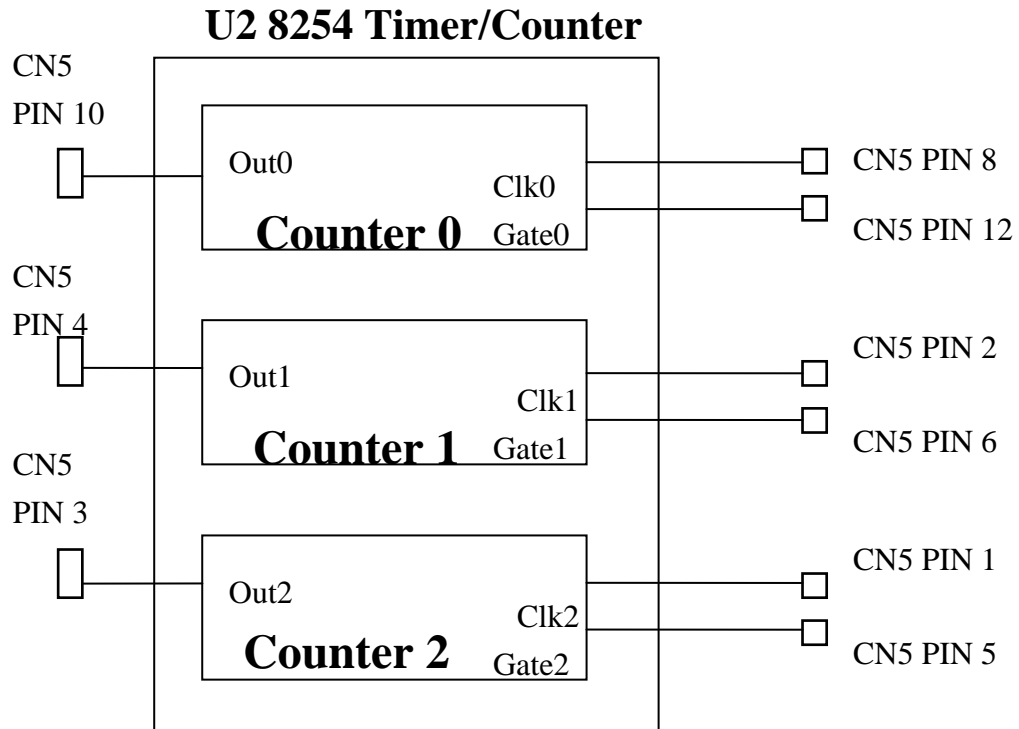 U2 8254 Timer/Counter
CN5
PIN 10
Out0
Clk0
Counter 0
Gate0
CN5 PIN 8
CN5 PIN 12
CN5
PIN 4
Out1
Clk1
Counter 1
Gate1
CN5 PIN 2
CN5 PIN 6
CN5
PIN 3
Out2
Clk2
Counter 2
Gate2
CN5 PIN 1
CN5 PIN 5